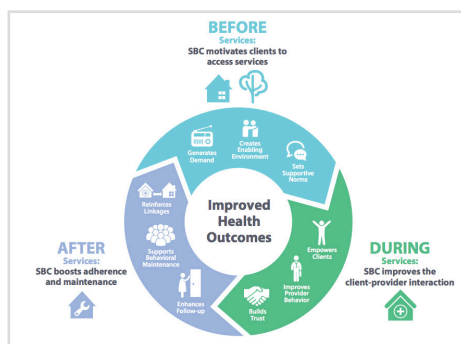 BEFORE
Services:
SBC motivates clients to
access services
Generates
Demand
Creates
Enabling
Environment
Sets
Supportive
Norms
Improved
Health
Outcomes
Empowers
Clients
Improves
Provider
Behavior
Builds
Trust
DURING
Services:
SBC improves the
client-provider interaction
Enhances
Follow-up
Supports
Behavioral
Maintenance
Reinforces
Linkages
AFTER
Services:
SBC boosts adherence
and maintenance